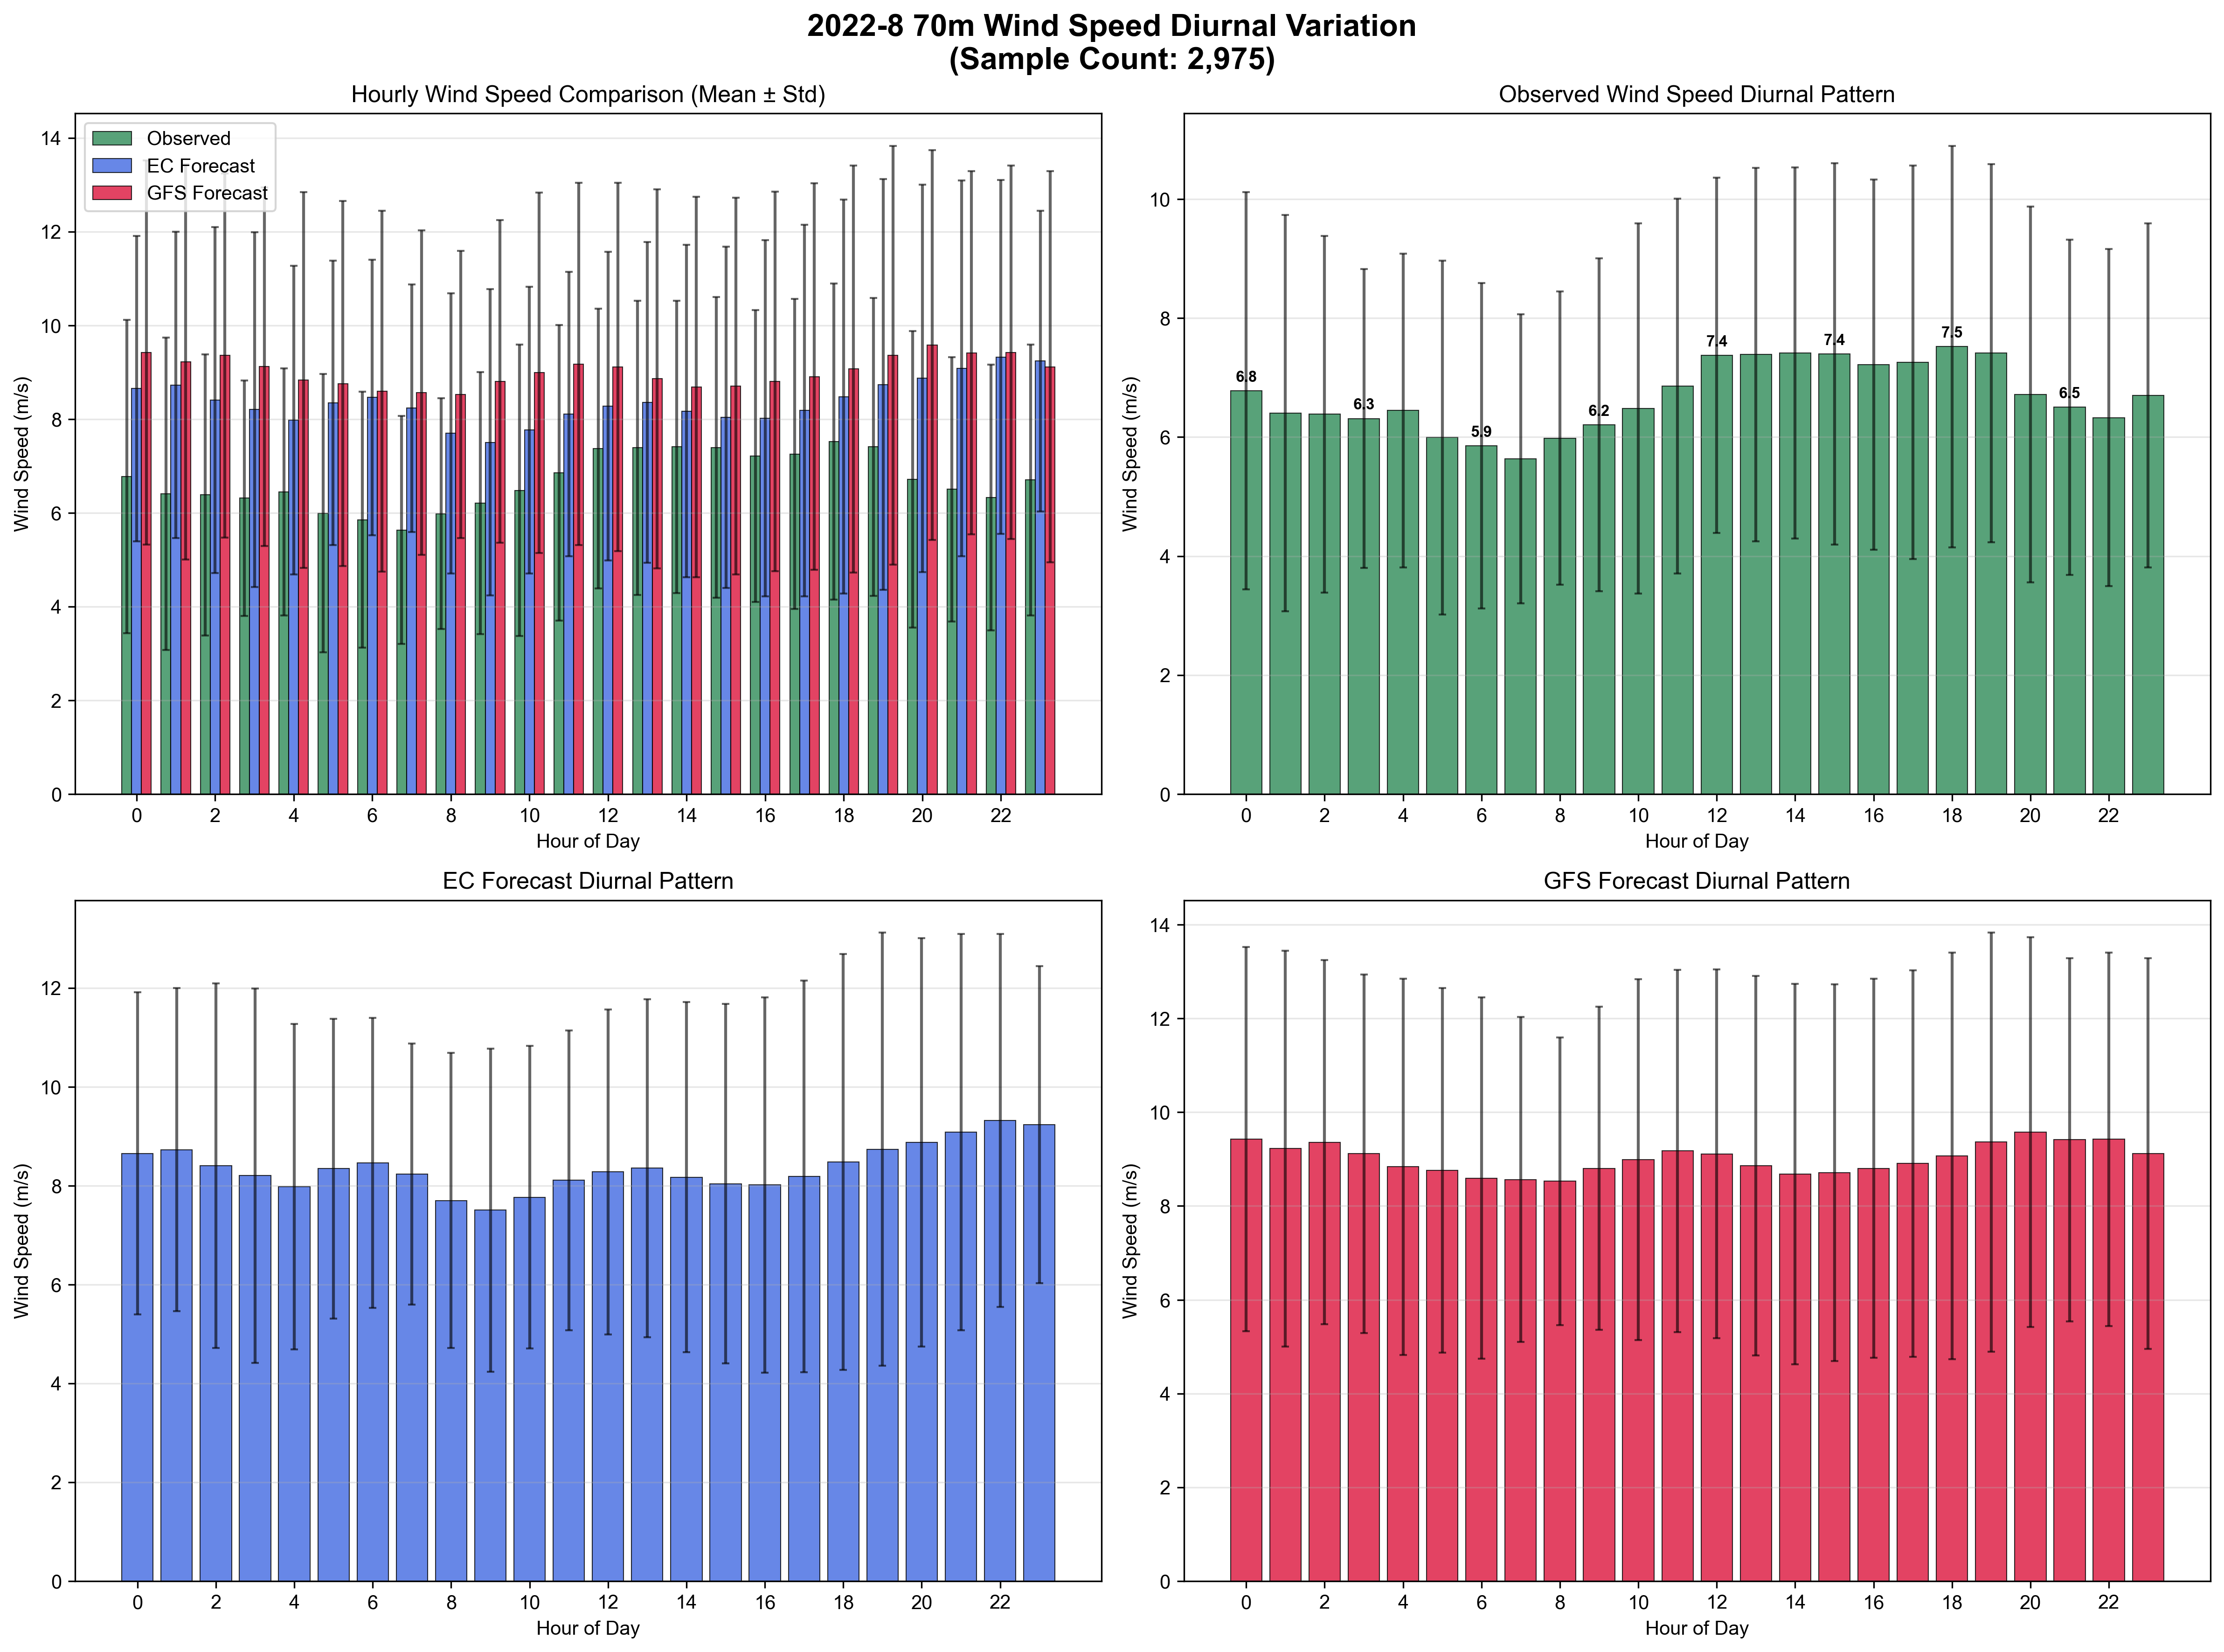 2022-8 70m Wind Speed Diurnal Variation
(Sample Count: 2,975)
Hourly Wind Speed Comparison (Mean ± Std)
Observed
EC Forecast
GFS Forecast
14
12
10
8
6
4
2
0
Wind Speed (m/s)
0 2 4 6 8 10 12 14 16 18 20 22
Hour of Day
Observed Wind Speed Diurnal Pattern
10
8
6
4
2
0
Wind Speed (m/s)
6.8 6.3 5.9 6.2 7.4 7.4 7.5 6.5
0 2 4 6 8 10 12 14 16 18 20 22
Hour of Day
EC Forecast Diurnal Pattern
12
10
8
6
4
2
0
Wind Speed (m/s)
0 2 4 6 8 10 12 14 16 18 20 22
Hour of Day
GFS Forecast Diurnal Pattern
14
12
10
8
6
4
2
0
Wind Speed (m/s)
0 2 4 6 8 10 12 14 16 18 20 22
Hour of Day